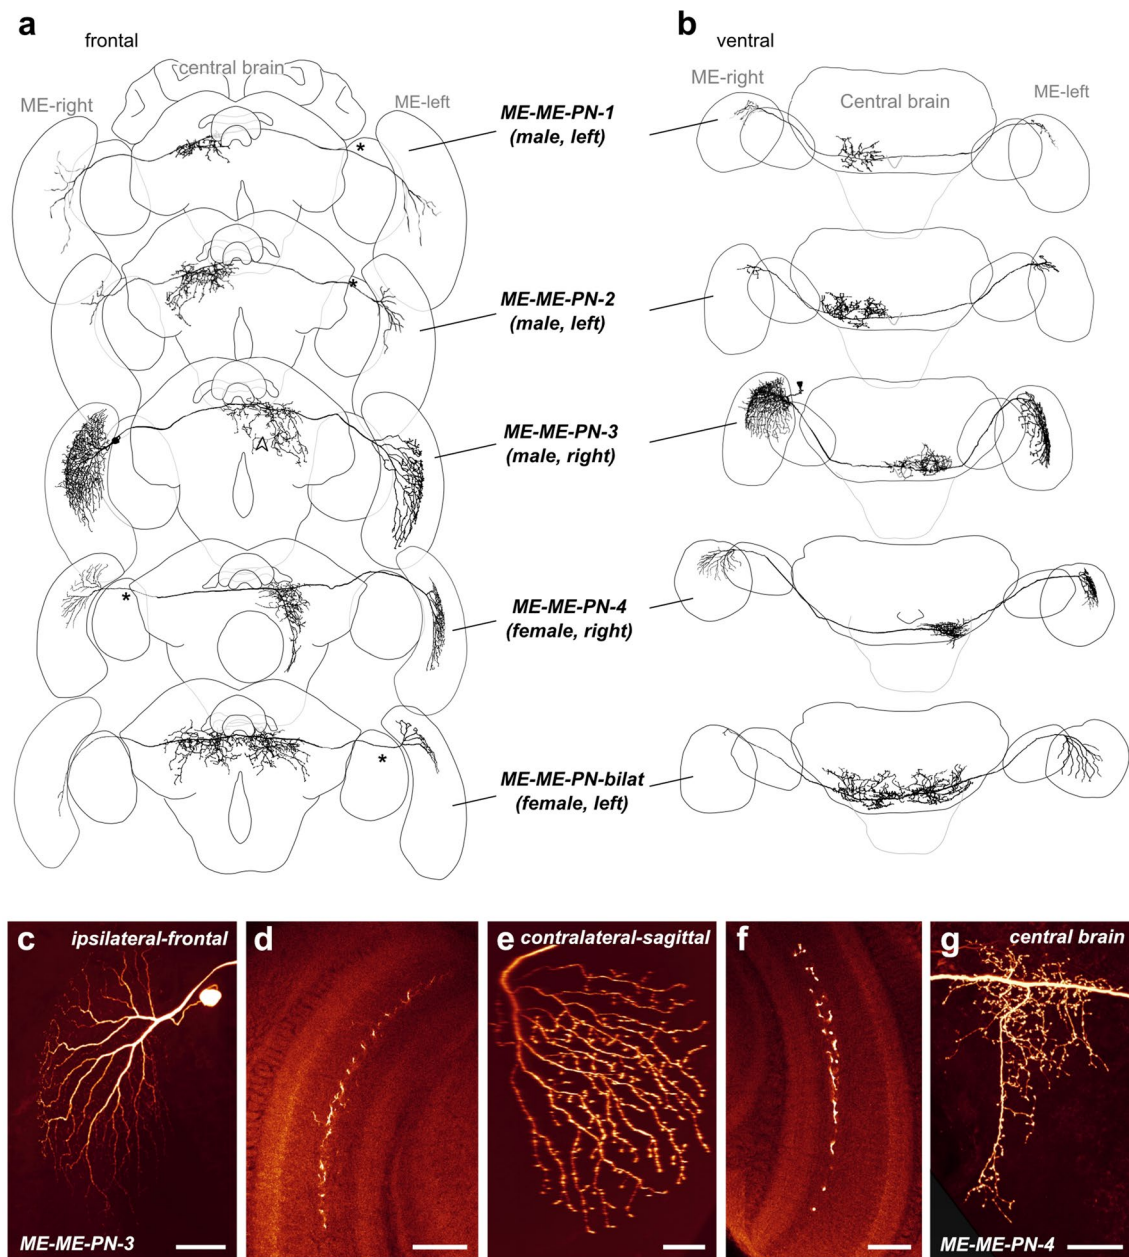 a
frontal
central brain
ME-right
ME-left
*
ME-ME-PN-1
(male, left)
*
ME-ME-PN-2
(male, left)
ME-ME-PN-3
(male, right)
*
ME-ME-PN-4
(female, right)
*
ME-ME-PN-bilat
(female, left)
b
ventral
ME-right
Central brain
ME-left
c
ipsilateral-frontal
ME-ME-PN-3
d
e
contralateral-sagittal
f
g
central brain
ME-ME-PN-4